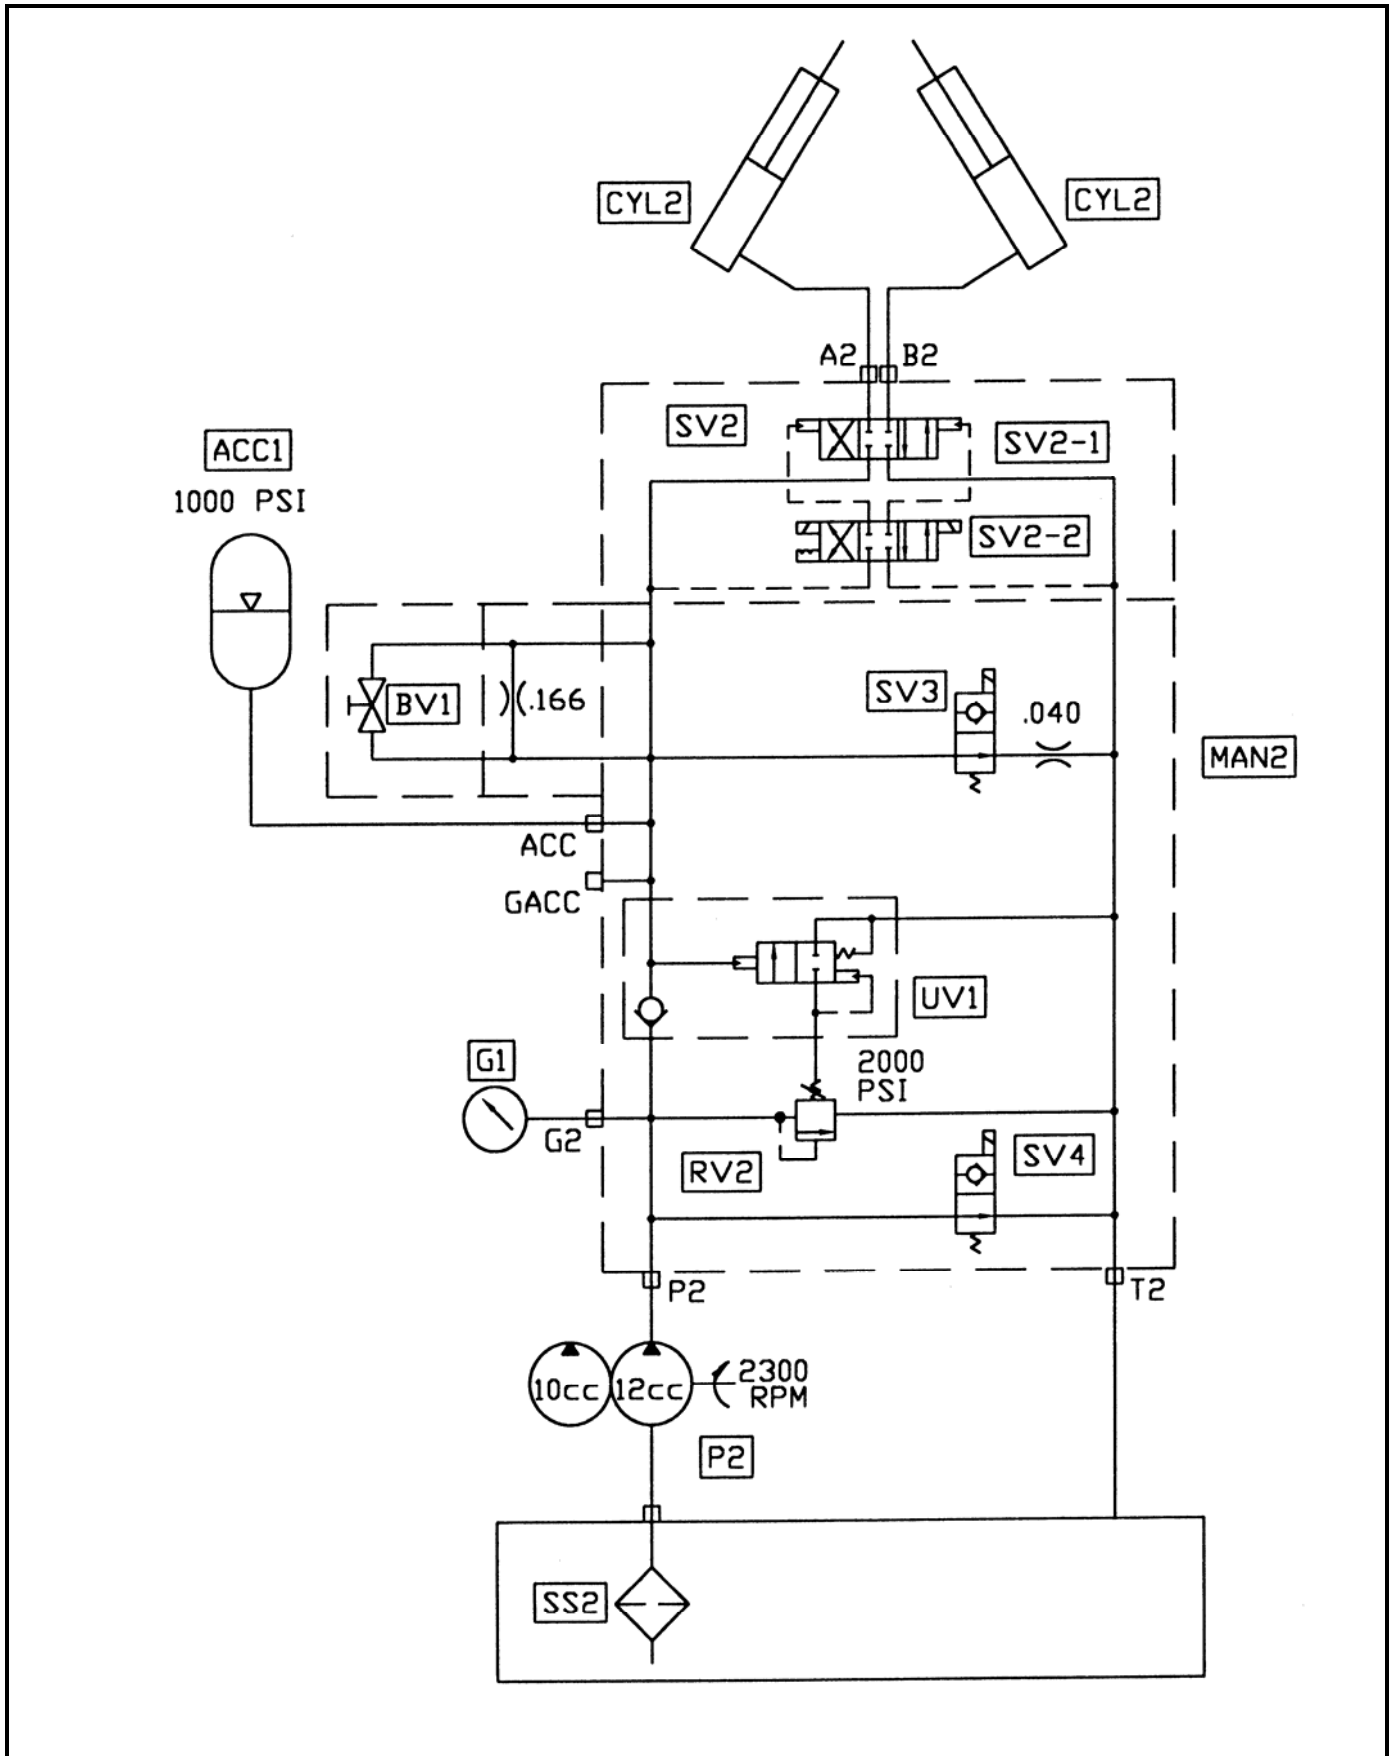 CYL2
CYL2
A2 B2
SV2
SV2-1
ACC1
1000 PSI
SV2-2
SV3
BV1
.166
.040
MAN2
ACC
GACC
UV1
G1
2000
PSI
G2
RV2
SV4
P2
T2
10cc
12cc
2300
RPM
P2
SS2